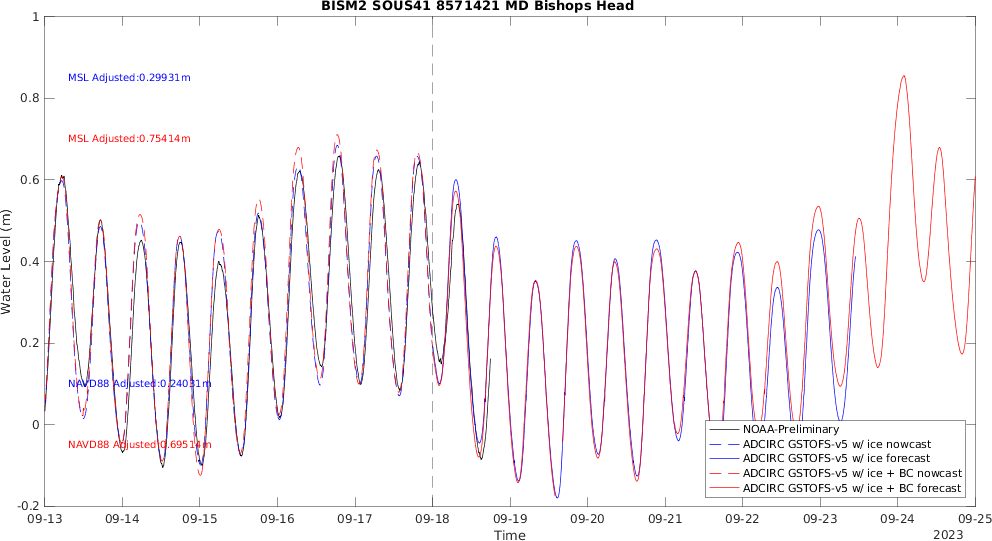 BISM2 SOUS41 8571421 MD Bishops Head
1
0.8
0.6
0.4
0.2
0
-0.2
Water Level (m)
MSL Adjusted:0.29931m
MSL Adjusted:0.75414m
NAVD88 Adjusted:0.24031m
NAVD88 Adjusted:0.69514m
NOAA-Preliminary
ADCIRC GSTOFS-v5 w/ ice nowcast
ADCIRC GSTOFS-v5 w/ ice forecast
ADCIRC GSTOFS-v5 w/ ice + BC nowcast
ADCIRC GSTOFS-v5 w/ ice + BC forecast
09-13 09-14 09-15 09-16 09-17 09-18 09-19 09-20 09-21 09-22 09-23 09-24 09-25
Time
2023